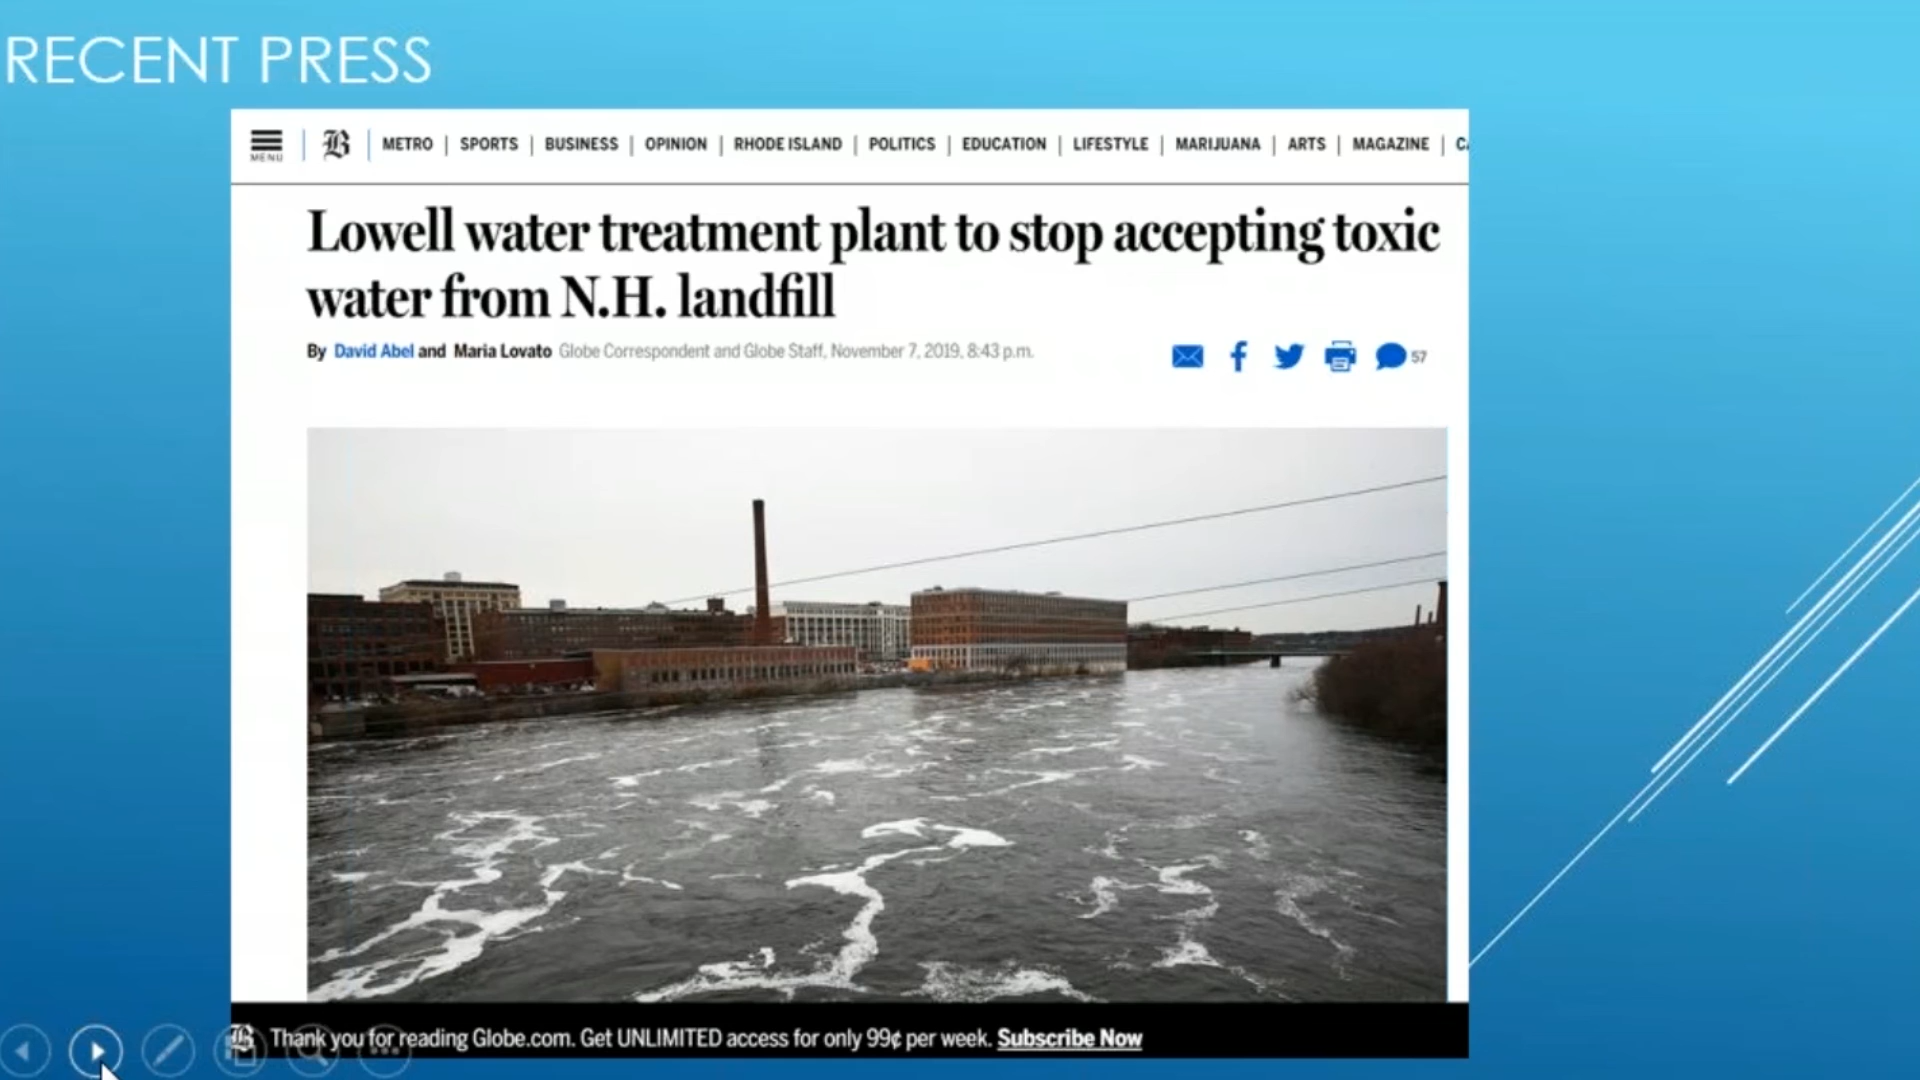 RECENT PRESS
MENU
B METRO | SPORTS | BUSINESS | OPINION | RHODE ISLAND | POLITICS | EDUCATION | LIFESTYLE | MARIJUANA | ARTS | MAGAZINE |
Lowell water treatment plant to stop accepting toxic
water from N.H. landfill
By David Abel and Maria Lovato Globe Correspondent and Globe Staff, November 7, 2019, 8:43 p.m.
57
B Thank you for reading Globe.com. Get UNLIMITED access for only 99¢ per week. Subscribe Now